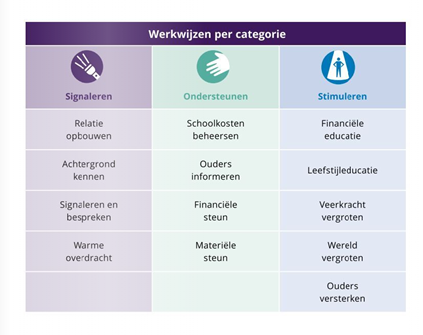 Werkwijzen per categorie
Signaleren
Ondersteunen
Stimuleren
Relatie
opbouwen
Schoolkosten
beheersen
Financiële
educatie
Achtergrond
kennen
Ouders
informeren
Leefstijleducatie
Signaleren en
bespreken
Financiële
steun
Veerkracht
vergroten
Warme
overdracht
Materiële
steun
Wereld
vergroten
Ouders
versterken